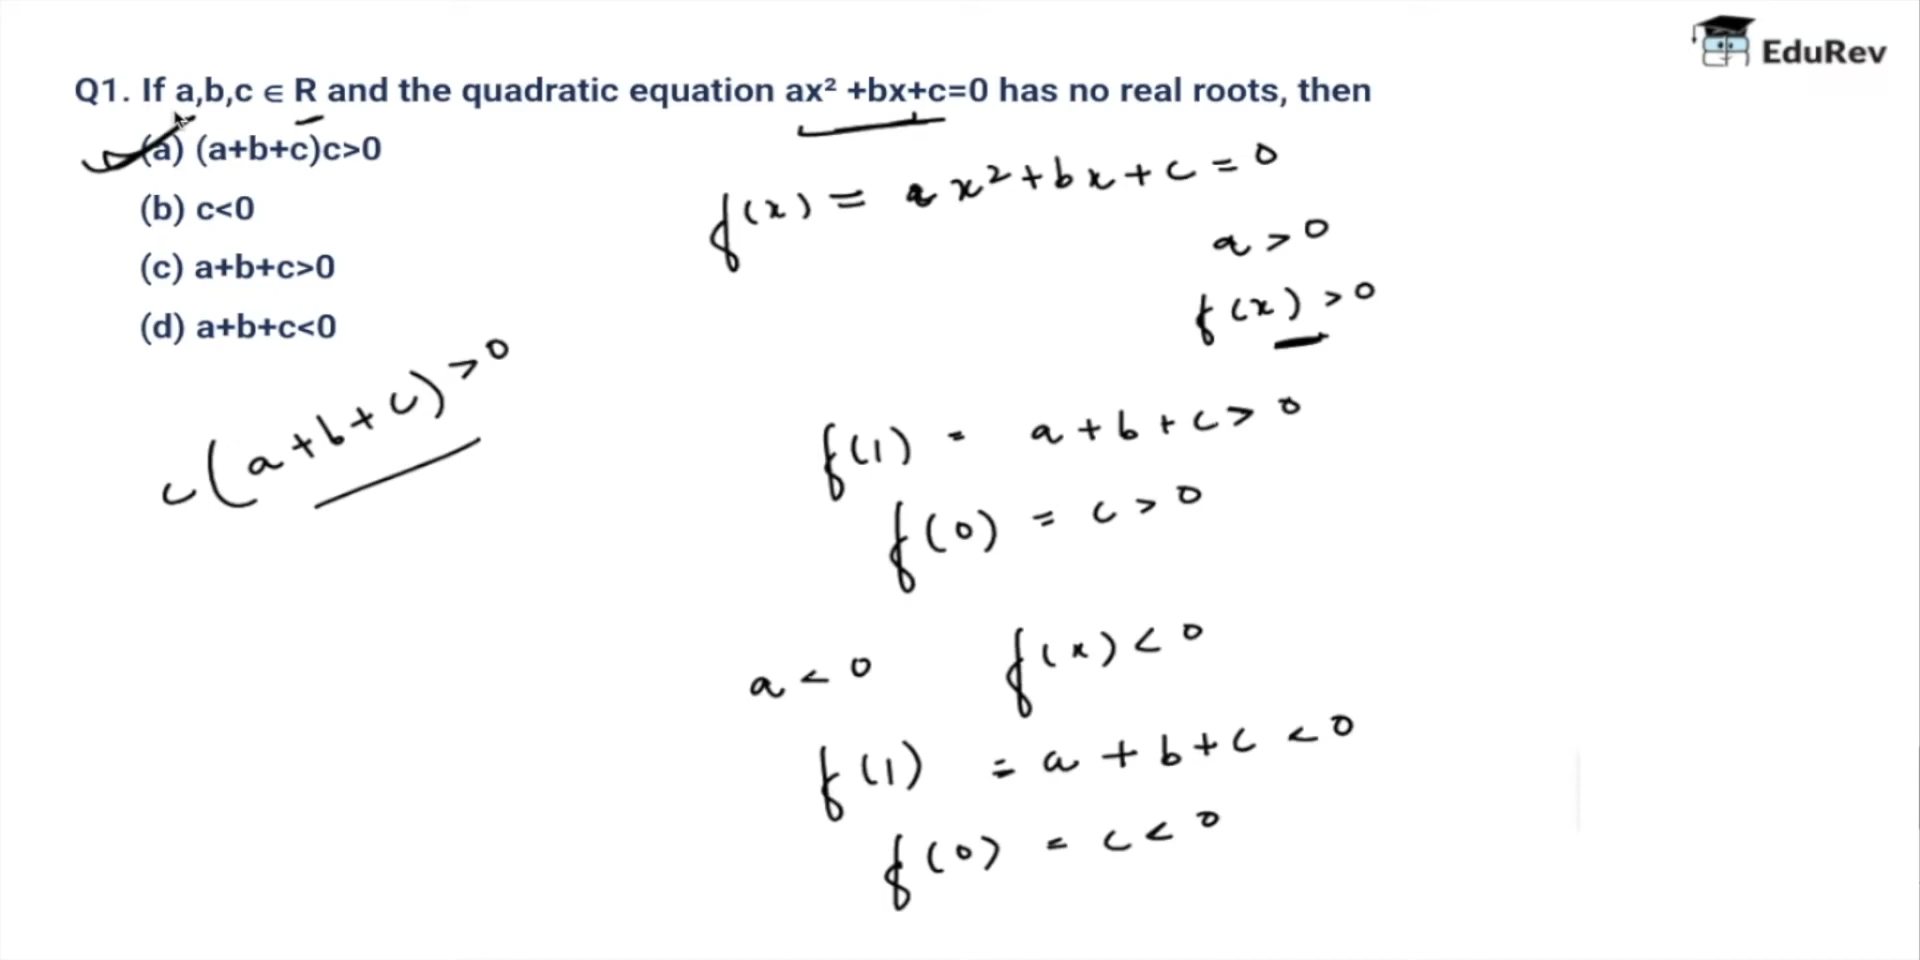 EduRev
Q1. If a,b,c ∈ R and the quadratic equation ax² +bx+c=0 has no real roots, then
(a) (a+b+c)c>0
(b) c<0
(c) a+b+c>0
(d) a+b+c<0
f(x) = ax²+bx+c=0
a>0
f(x)>0
c(a+b+c)>0
f(1) = a+b+c>0
f(0) = c>0
a<0 f(x)<0
f(1) = a+b+c<0
f(0) = c<0